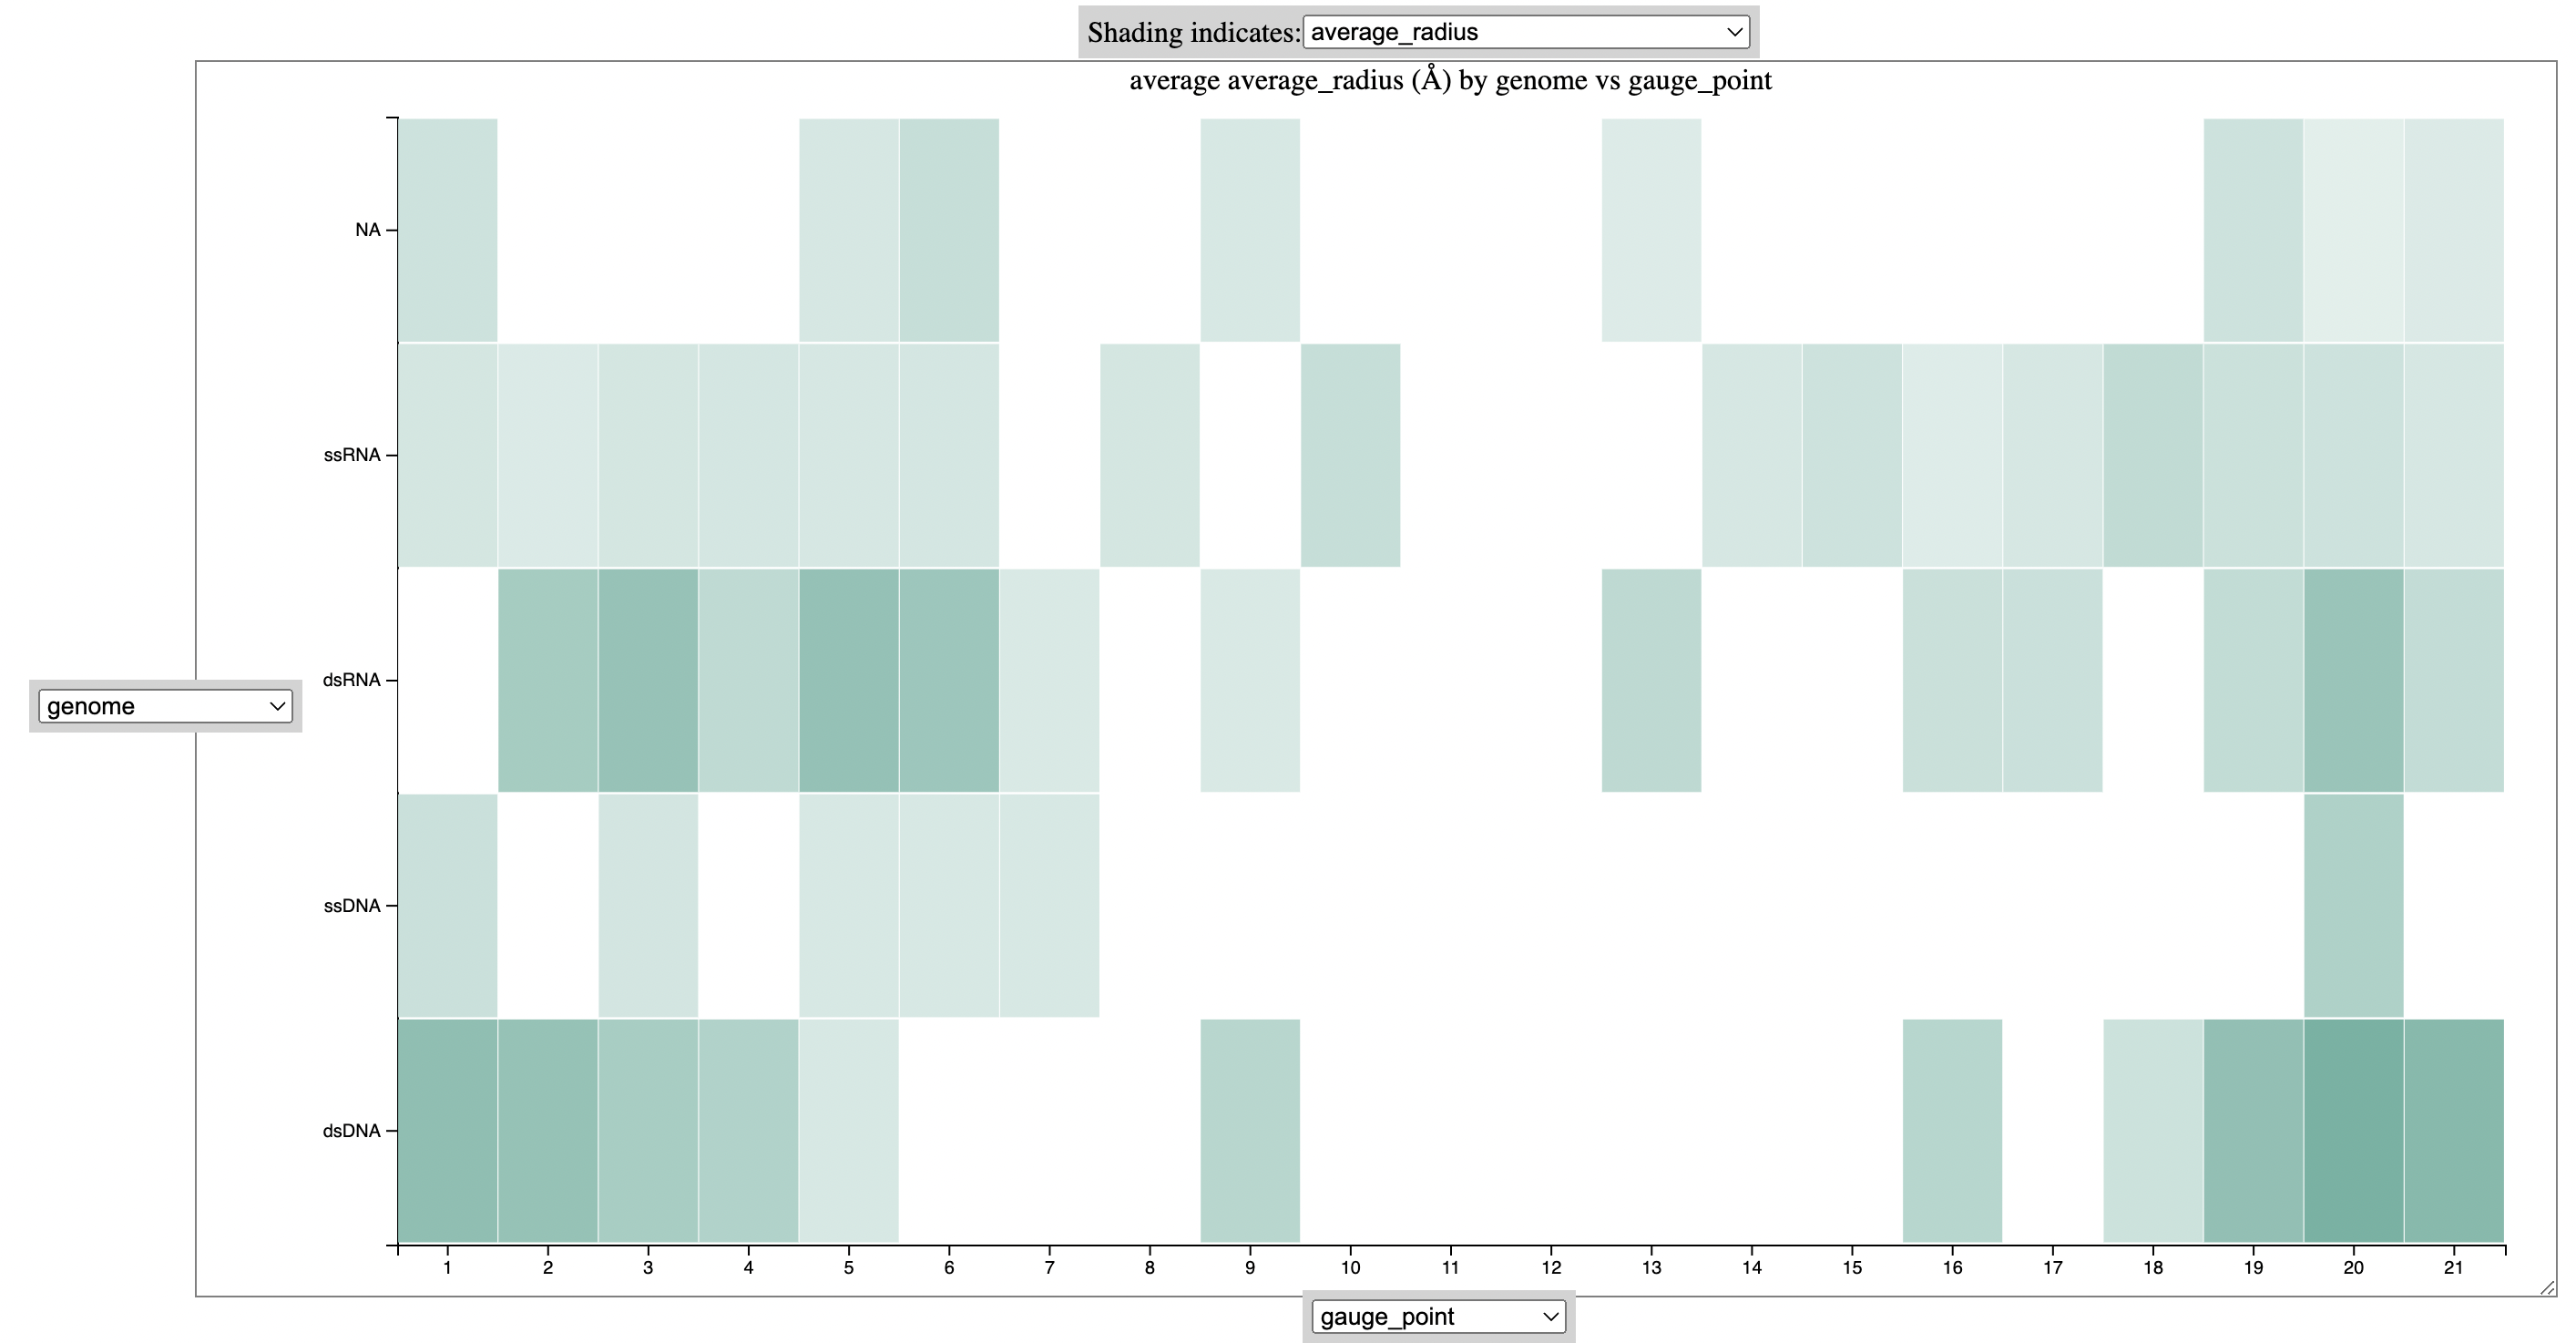 Shading indicates: average_radius
average average_radius (Å) by genome vs gauge_point
NA
ssRNA
dsRNA
genome
ssDNA
dsDNA
1 2 3 4 5 6 7 8 9 10 11 12 13 14 15 16 17 18 19 20 21
gauge_point